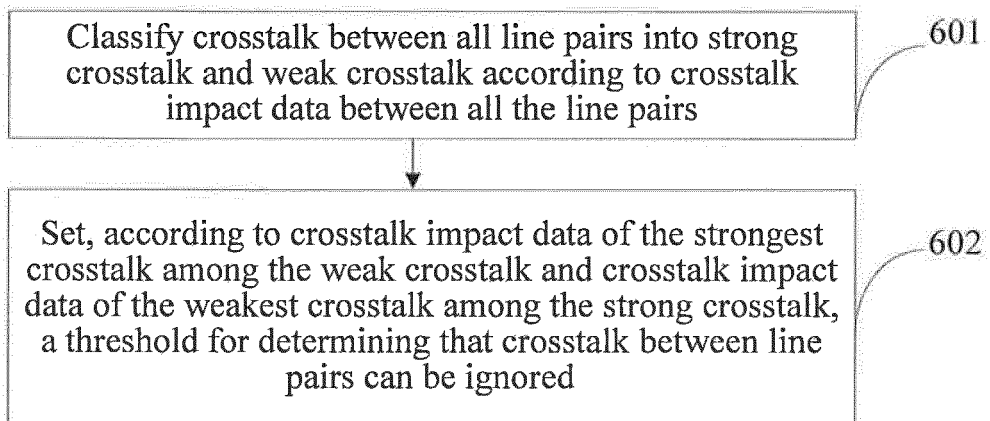 Classify crosstalk between all line pairs into strong
crosstalk and weak crosstalk according to crosstalk
impact data between all the line pairs
601
Set, according to crosstalk impact data of the strongest
crosstalk among the weak crosstalk and crosstalk impact
data of the weakest crosstalk among the strong crosstalk,
a threshold for determining that crosstalk between line
pairs can be ignored
602